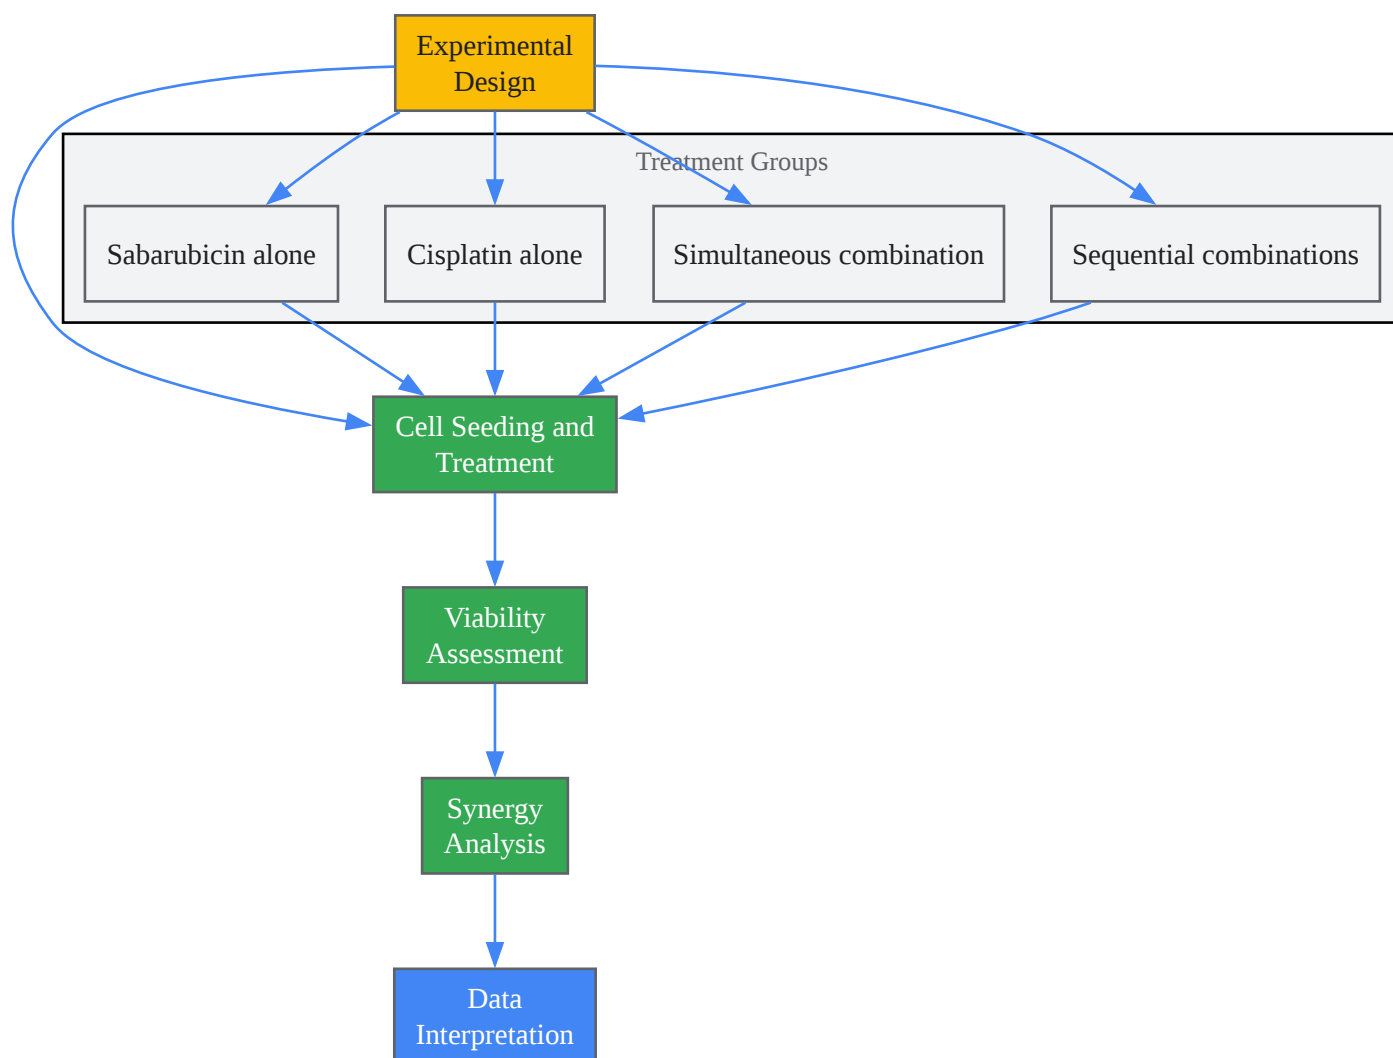 Experimental
Design
Treatment Groups
Sabarubicin alone
Cisplatin alone
Simultaneous combination
Sequential combinations
Cell Seeding and
Treatment
Viability
Assessment
Synergy
Analysis
Data
Interpretation